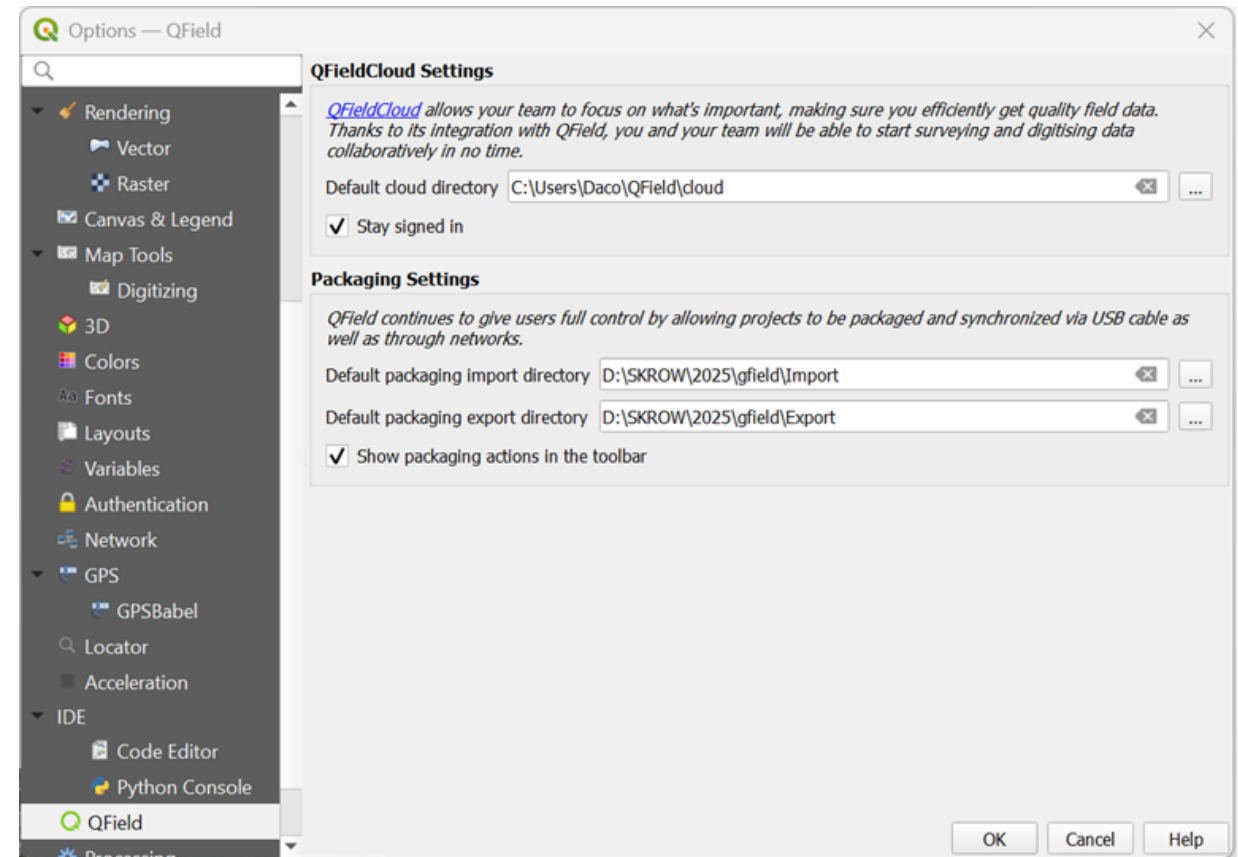 Options — QField
Rendering
Vector
Raster
Canvas & Legend
Map Tools
Digitizing
3D
Colors
Aa Fonts
Layouts
Variables
Authentication
Network
GPS
GPSBabel
Locator
Acceleration
IDE
Code Editor
Python Console
QField
Processing
QFieldCloud Settings
QFieldCloud allows your team to focus on what's important, making sure you efficiently get quality field data.
Thanks to its integration with QField, you and your team will be able to start surveying and digitising data
collaboratively in no time.
Default cloud directory C:\Users\Daco\QField\cloud ...
Stay signed in
Packaging Settings
QField continues to give users full control by allowing projects to be packaged and synchronized via USB cable as
well as through networks.
Default packaging import directory D:\SKROW\2025\gfield\Import ...
Default packaging export directory D:\SKROW\2025\gfield\Export ...
Show packaging actions in the toolbar
OK Cancel Help